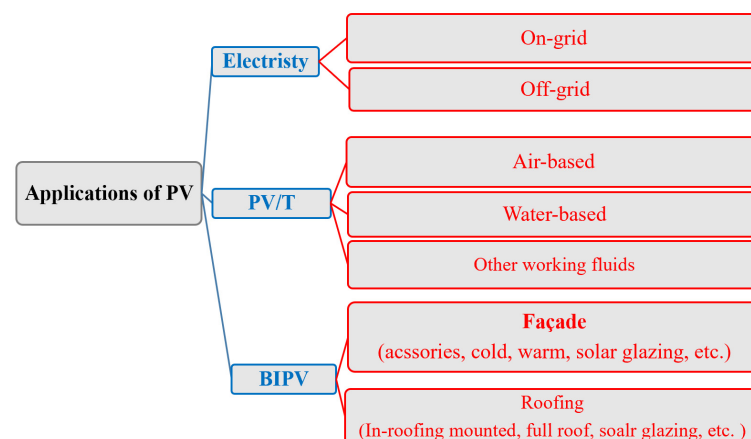 Applications of PV
Electristy
On-grid
Off-grid
PV/T
Air-based
Water-based
Other working fluids
BIPV
Façade
(acssories, cold, warm, solar glazing, etc.)
Roofing
(In-roofing mounted, full roof, soalr glazing, etc. )